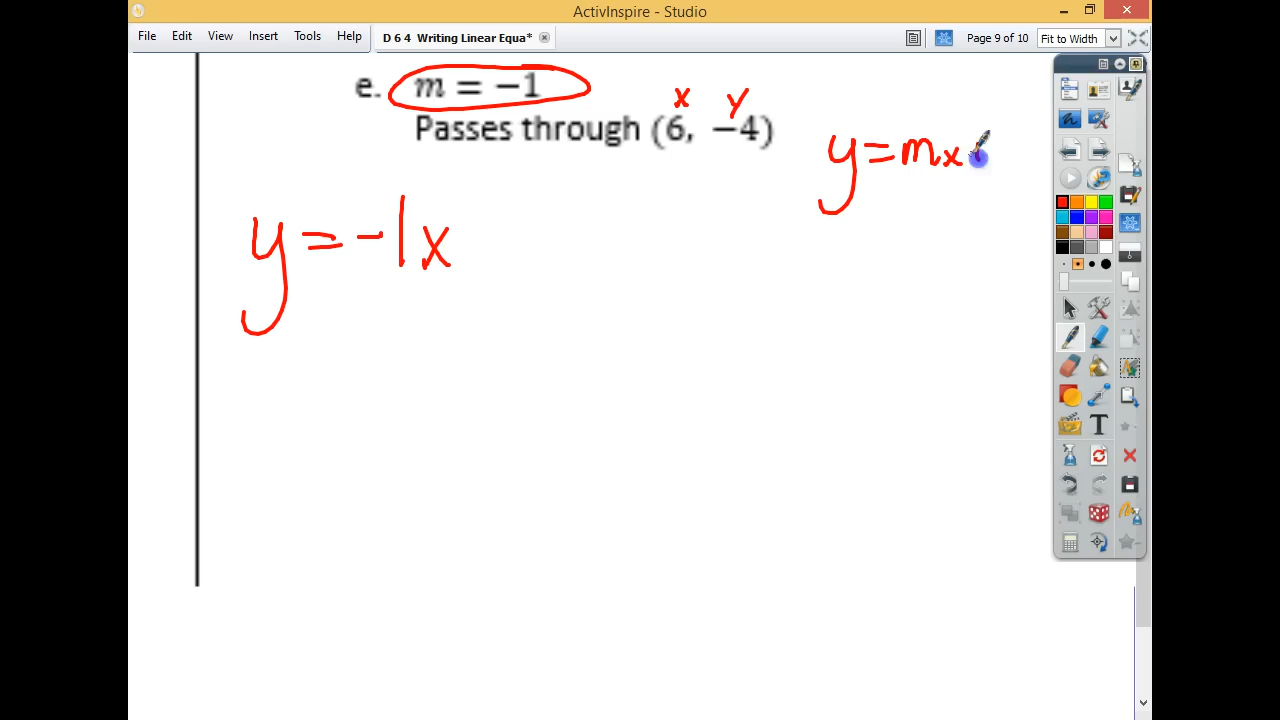 ActivInspire - Studio
File Edit View Insert Tools Help D 6 4 Writing Linear Equa* Page 9 of 10 Fit to Width
e. m = −1
x y
Passes through (6, −4)
y=mx
y=-1x